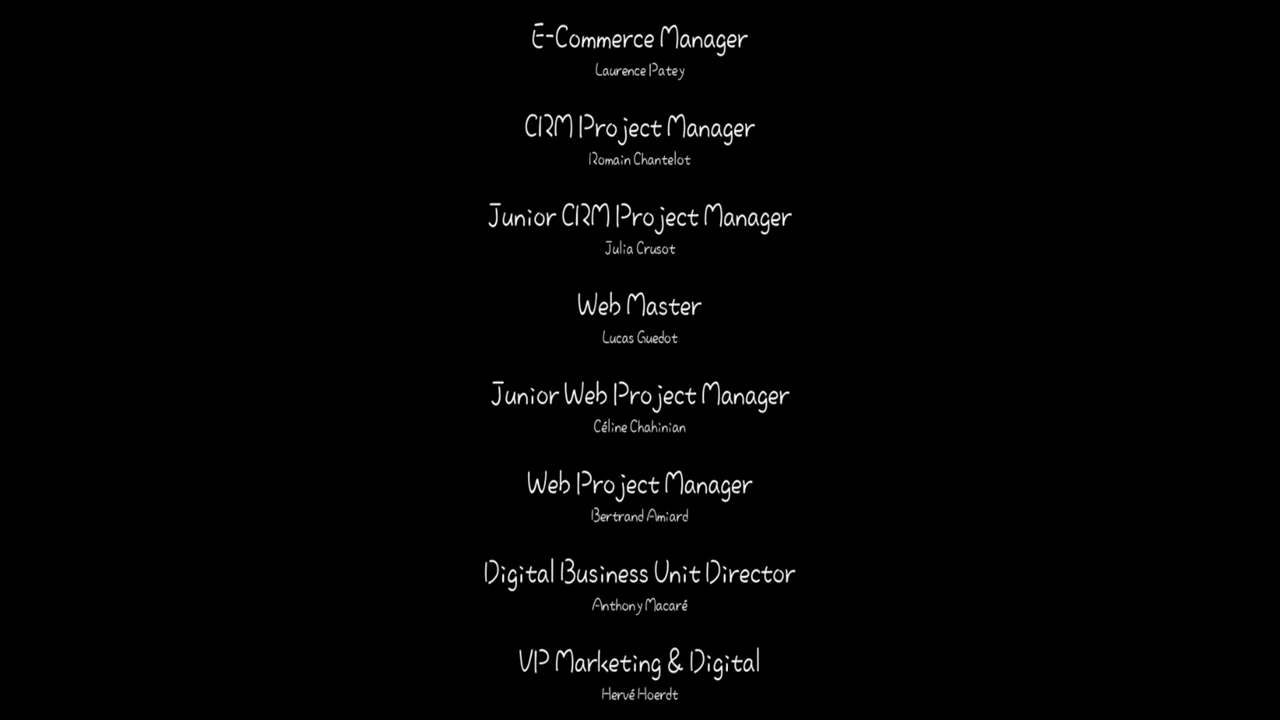 E-Commerce Manager
Laurence Patey
CRM Project Manager
Romain Chantelot
Junior CRM Project Manager
Julia Crusot
Web Master
Lucas Guedot
Junior Web Project Manager
Céline Chahinian
Web Project Manager
Bertrand Amiard
Digital Business Unit Director
Anthony Macaré
VP Marketing & Digital
Hervé Hoerdt